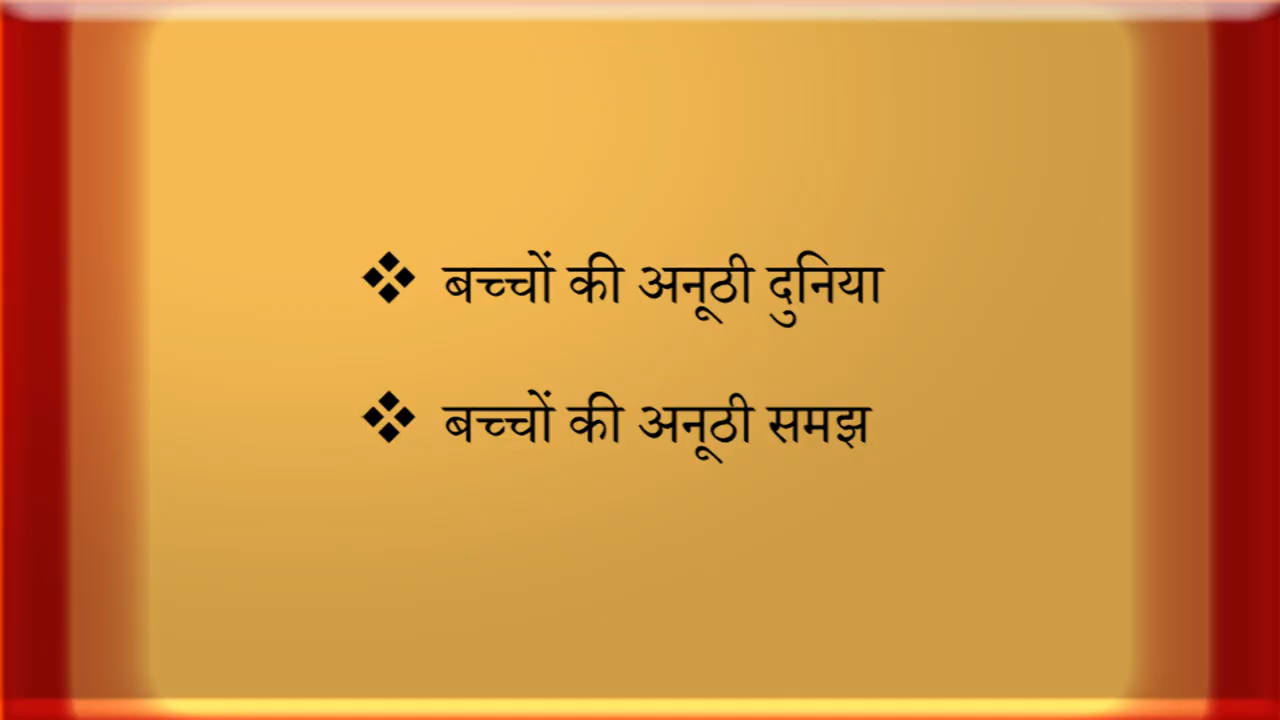 ❖ बच्चों की अनूठी दुनिया
❖ बच्चों की अनूठी समझ